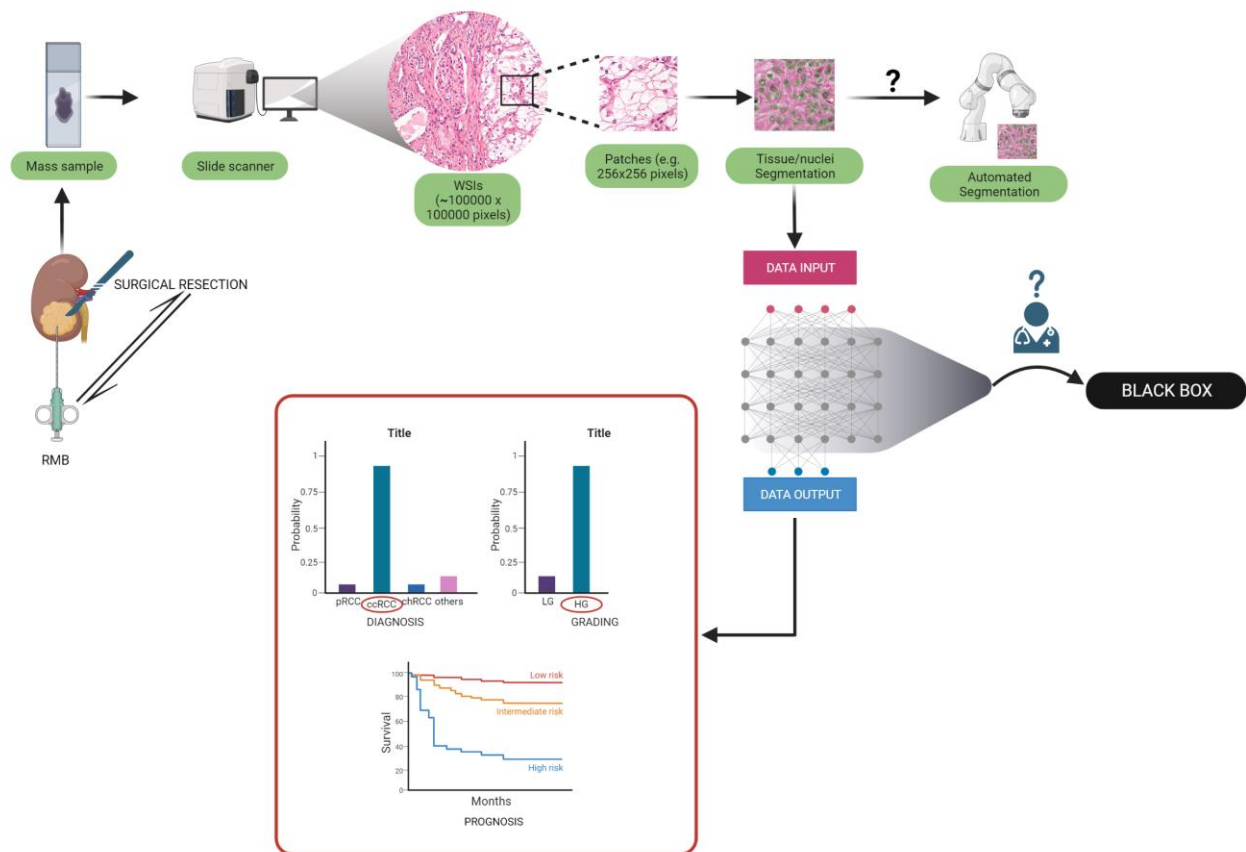 ?
Mass sample
Slide scanner
WSIs
(~100000 x
100000 pixels)
Patches (e.g.
256x256 pixels)
Tissue/nuclei
Segmentation
Automated
Segmentation
SURGICAL RESECTION
RMB
DATA INPUT
?
BLACK BOX
DATA OUTPUT
Title
Probability
1
0.75
0.5
0.25
0
pRCC
ccRCC
chRCC
others
DIAGNOSIS
Title
Probability
1
0.75
0.5
0.25
0
LG
HG
GRADING
Survival
100
80
60
40
20
0
Low risk
Intermediate risk
High risk
Months
PROGNOSIS